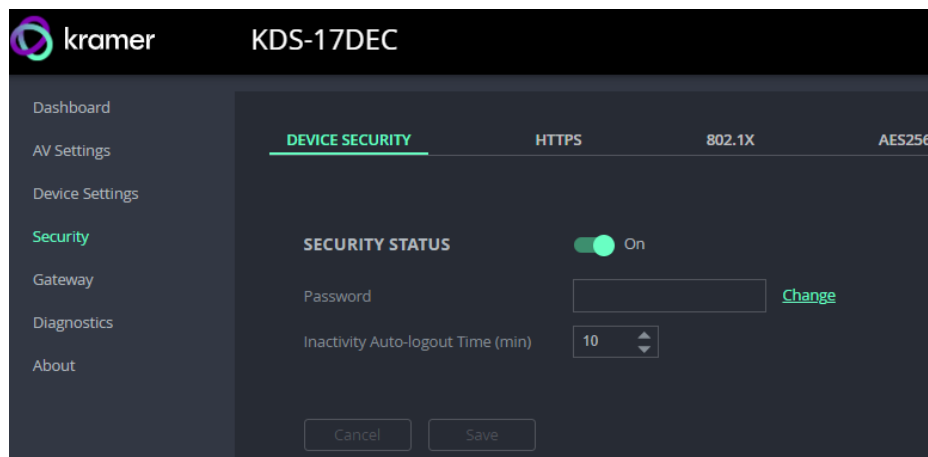 kramer KDS-17DEC
Dashboard
AV Settings
Device Settings
Security
Gateway
Diagnostics
About
DEVICE SECURITY HTTPS 802.1X AES256
SECURITY STATUS On
Password Change
Inactivity Auto-logout Time (min) 10
Cancel Save